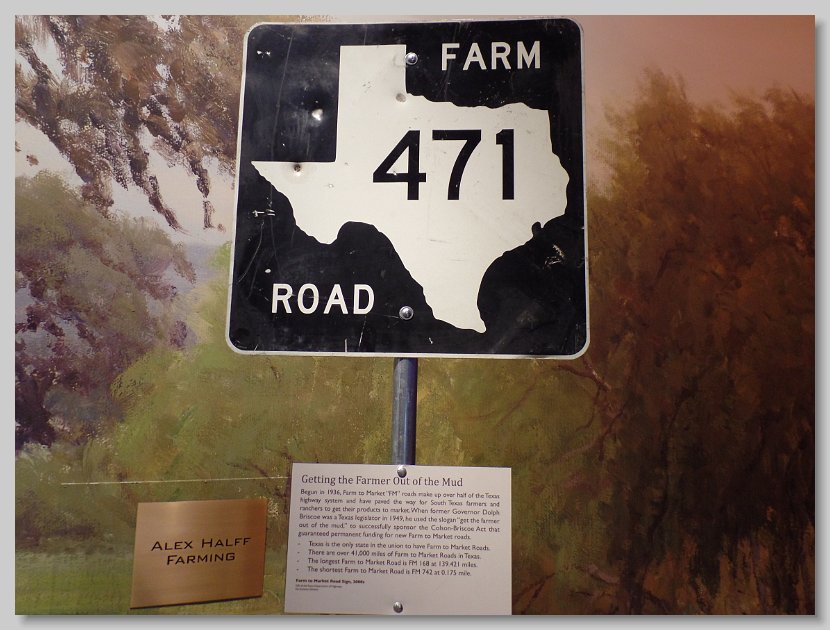 FARM
471
ROAD
Getting the Farmer Out of the Mud
Begun in 1936, Farm to Market "FM" roads make up over half of the Texas
highway system and have paved the way for South Texas farmers and
ranchers to get their products to market. When former Governor Dolph
Briscoe was a Texas legislator in 1949, he used the slogan "get the farmer
out of the mud," to successfully sponsor the Colson-Briscoe Act that
guaranteed permanent funding for new Farm to Market roads.
- Texas is the only state in the union to have Farm to Market Roads.
- There are over 41,000 miles of Farm to Market Roads in Texas.
- The longest Farm to Market Road is FM 168 at 139.421 miles.
- The shortest Farm to Market Road is FM 742 at 0.175 mile.
Farm to Market Road Sign, 2000s
ALEX HALFF
FARMING